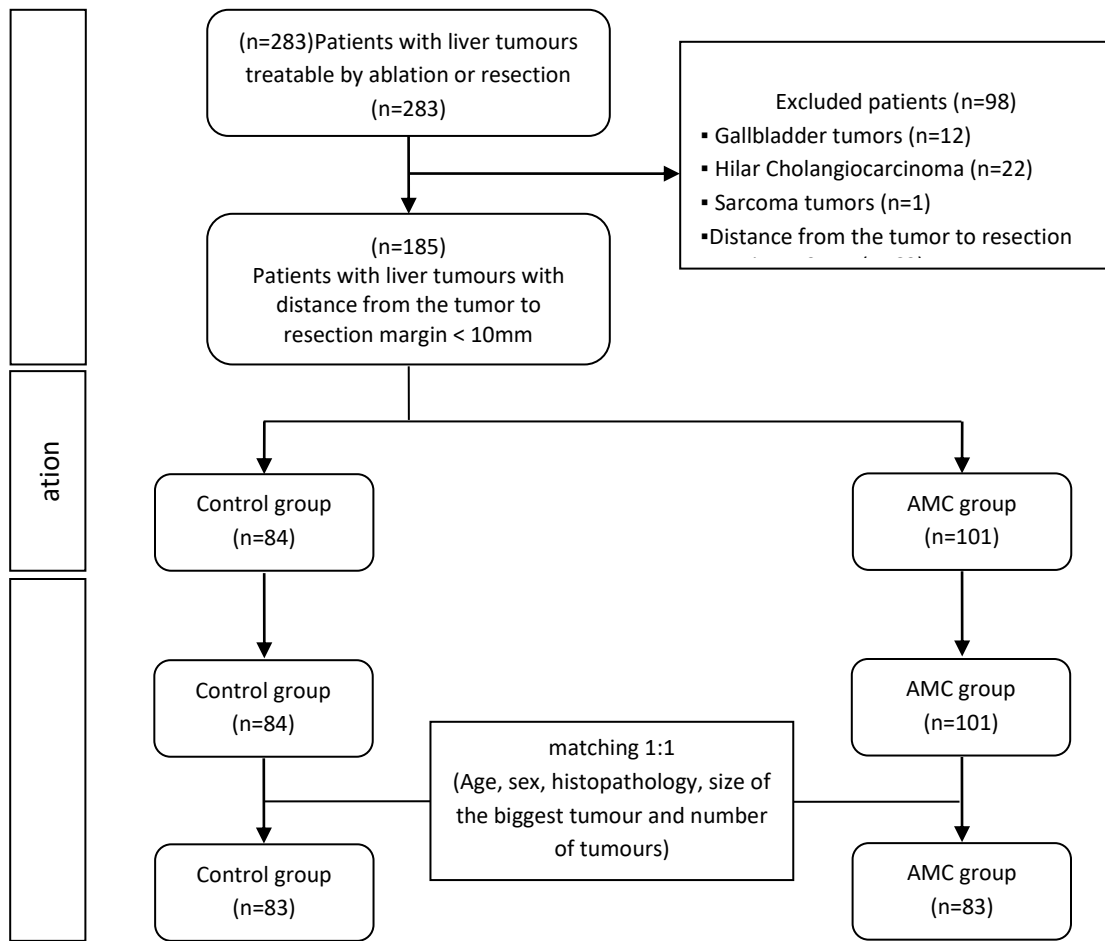 (n=283)Patients with liver tumours
treatable by ablation or resection
(n=283)
Excluded patients (n=98)
▪ Gallbladder tumors (n=12)
▪ Hilar Cholangiocarcinoma (n=22)
▪ Sarcoma tumors (n=1)
▪Distance from the tumor to resection
(n=185)
Patients with liver tumours with
distance from the tumor to
resection margin < 10mm
ation
Control group
(n=84)
AMC group
(n=101)
Control group
(n=84)
AMC group
(n=101)
matching 1:1
(Age, sex, histopathology, size of
the biggest tumour and number
of tumours)
Control group
(n=83)
AMC group
(n=83)